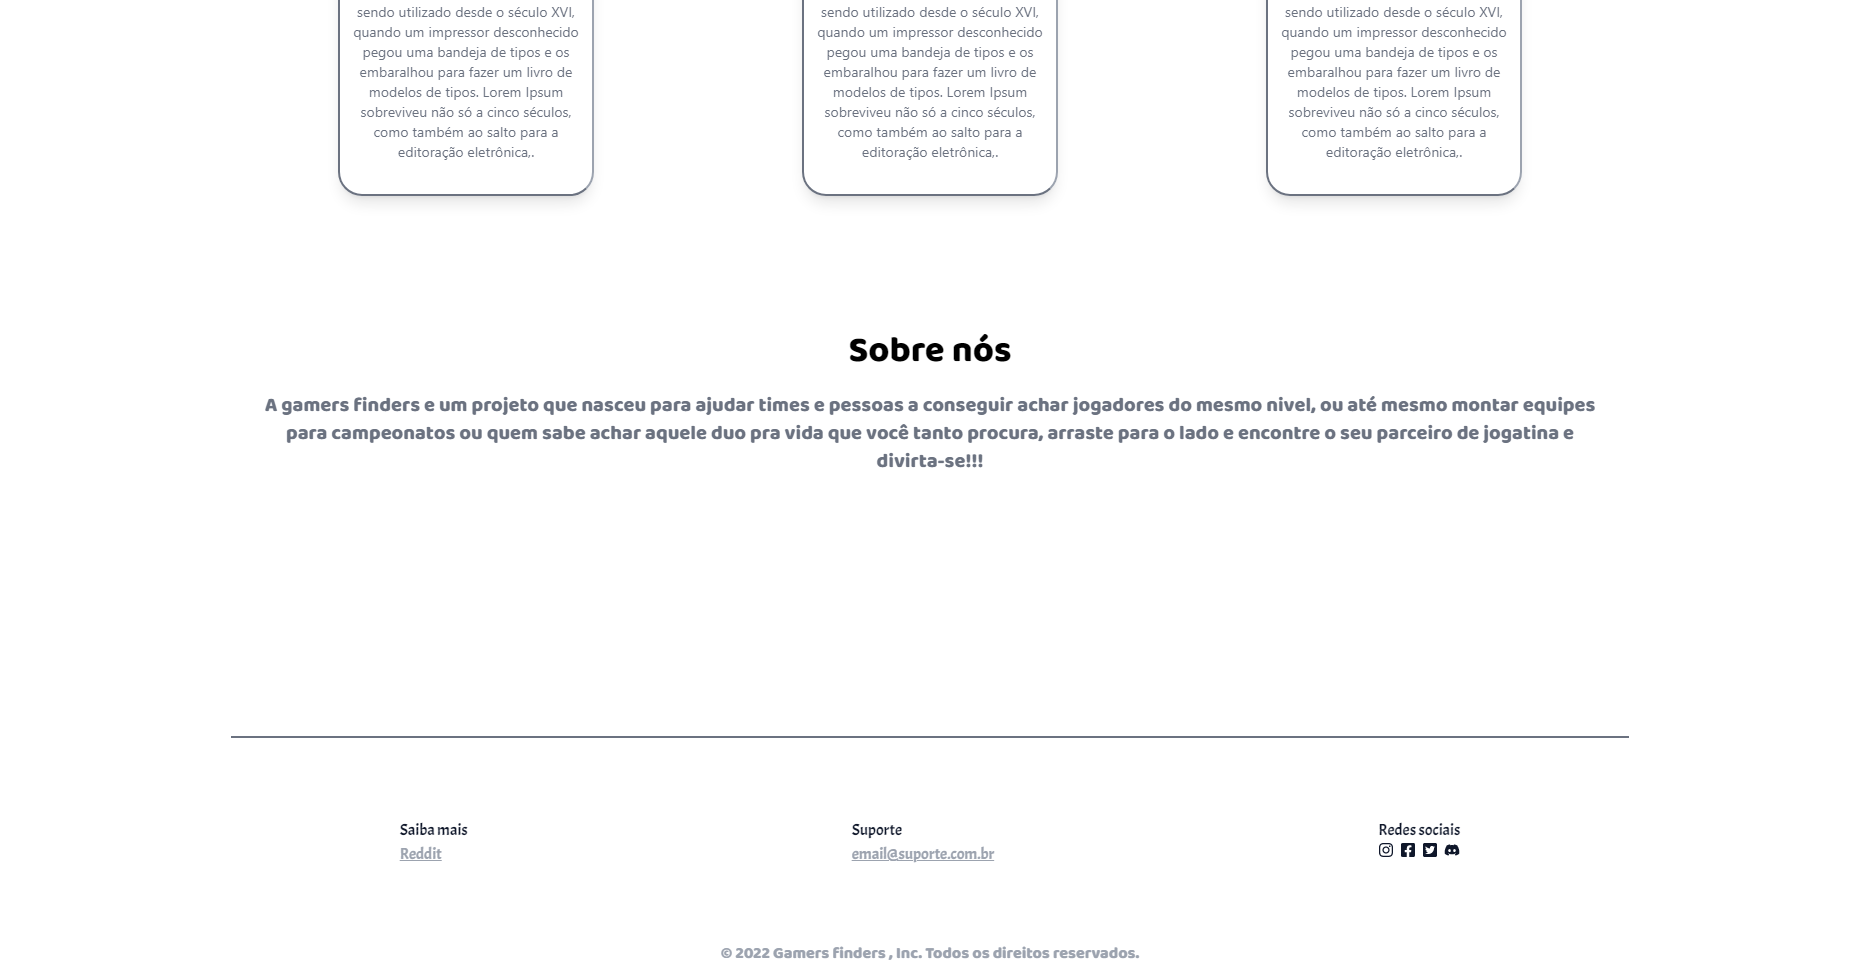 sendo utilizado desde o século XVI,
quando um impressor desconhecido
pegou uma bandeja de tipos e os
embaralhou para fazer um livro de
modelos de tipos. Lorem Ipsum
sobreviveu não só a cinco séculos,
como também ao salto para a
editoração eletrônica,.
sendo utilizado desde o século XVI,
quando um impressor desconhecido
pegou uma bandeja de tipos e os
embaralhou para fazer um livro de
modelos de tipos. Lorem Ipsum
sobreviveu não só a cinco séculos,
como também ao salto para a
editoração eletrônica,.
sendo utilizado desde o século XVI,
quando um impressor desconhecido
pegou uma bandeja de tipos e os
embaralhou para fazer um livro de
modelos de tipos. Lorem Ipsum
sobreviveu não só a cinco séculos,
como também ao salto para a
editoração eletrônica,.
Sobre nós
A gamers finders e um projeto que nasceu para ajudar times e pessoas a conseguir achar jogadores do mesmo nivel, ou até mesmo montar equipes
para campeonatos ou quem sabe achar aquele duo pra vida que você tanto procura, arraste para o lado e encontre o seu parceiro de jogatina e
divirta-se!!!
Saiba mais
Reddit
Suporte
email@suporte.com.br
Redes sociais
© 2022 Gamers finders , Inc. Todos os direitos reservados.